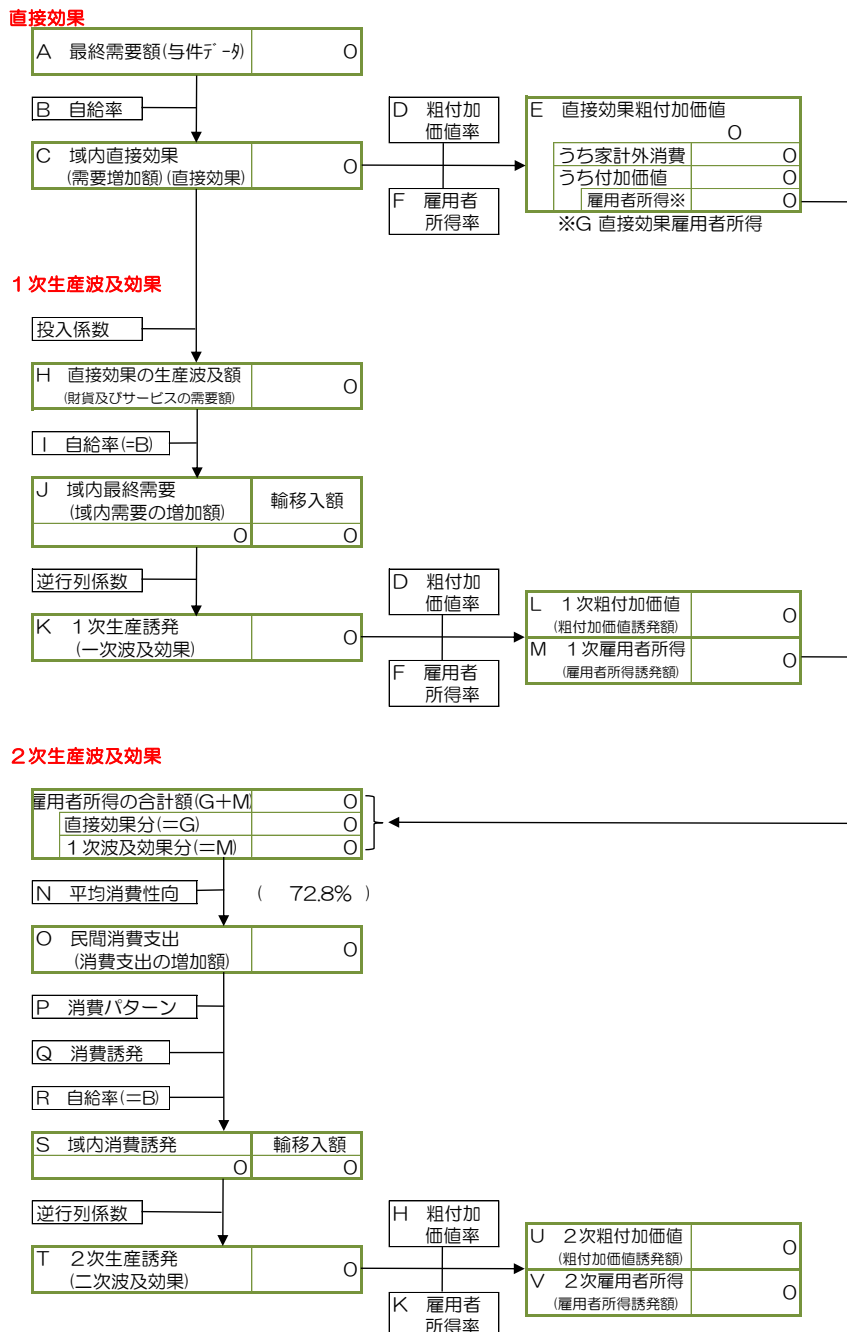 直接効果
A 最終需要額(与件ﾃﾞｰﾀ) 0
B 自給率
D 粗付加
価値率
E 直接効果粗付加価値
0
C 域内直接効果
(需要増加額)(直接効果)
0
うち家計外消費 0
うち付加価値 0
雇用者所得※ 0
F 雇用者
所得率
※G 直接効果雇用者所得
1次生産波及効果
投入係数
H 直接効果の生産波及額
(財貨及びサービスの需要額)
0
I 自給率(=B)
J 域内最終需要
(域内需要の増加額)
輸移入額
0 0
逆行列係数
D 粗付加
価値率
K 1次生産誘発
(一次波及効果)
0
L 1次粗付加価値
(粗付加価値誘発額)
0
M 1次雇用者所得
(雇用者所得誘発額)
0
F 雇用者
所得率
2次生産波及効果
雇用者所得の合計額(G+M) 0
直接効果分(=G) 0
1次波及効果分(=M) 0
N 平均消費性向 ( 72.8% )
O 民間消費支出
(消費支出の増加額)
0
P 消費パターン
Q 消費誘発
R 自給率(=B)
S 域内消費誘発 輸移入額
0 0
逆行列係数
H 粗付加
価値率
T 2次生産誘発
(二次波及効果)
0
U 2次粗付加価値
(粗付加価値誘発額)
0
V 2次雇用者所得
(雇用者所得誘発額)
0
K 雇用者
所得率